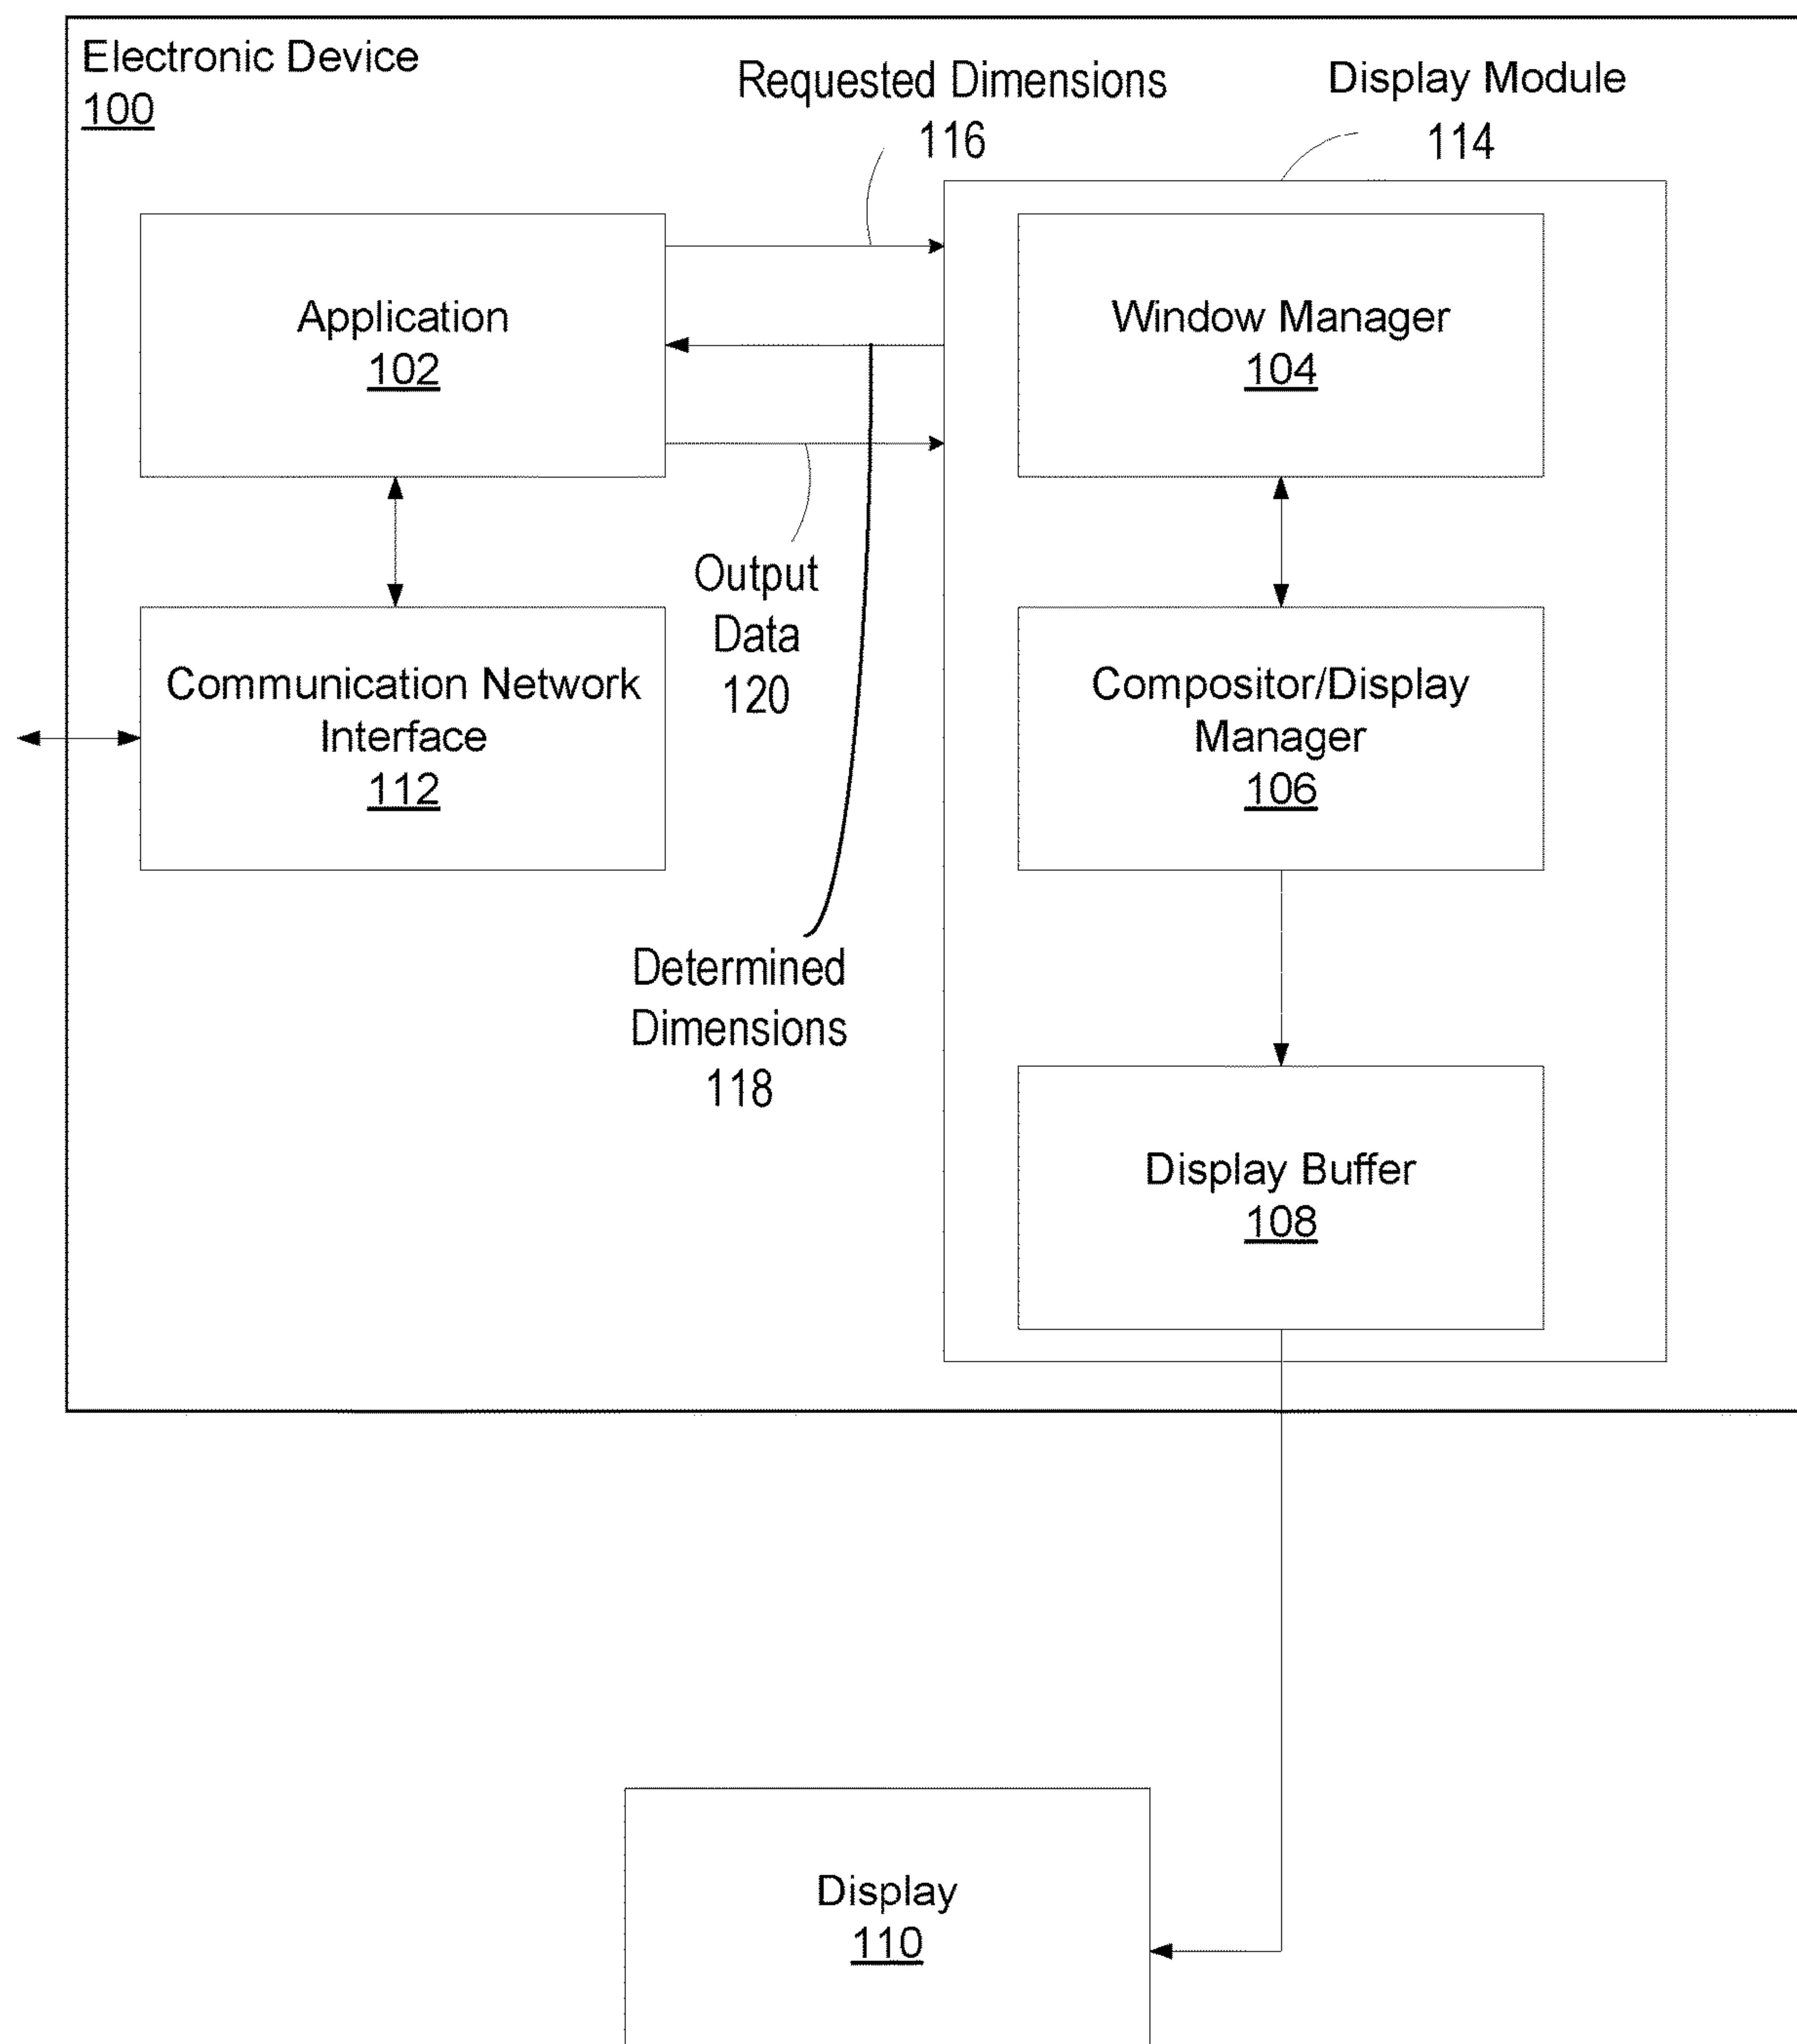 Electronic Device
100
Requested Dimensions
116
Display Module
114
Application
102
Window Manager
104
Output
Data
120
Communication Network
Interface
112
Compositor/Display
Manager
106
Determined
Dimensions
118
Display Buffer
108
Display
110